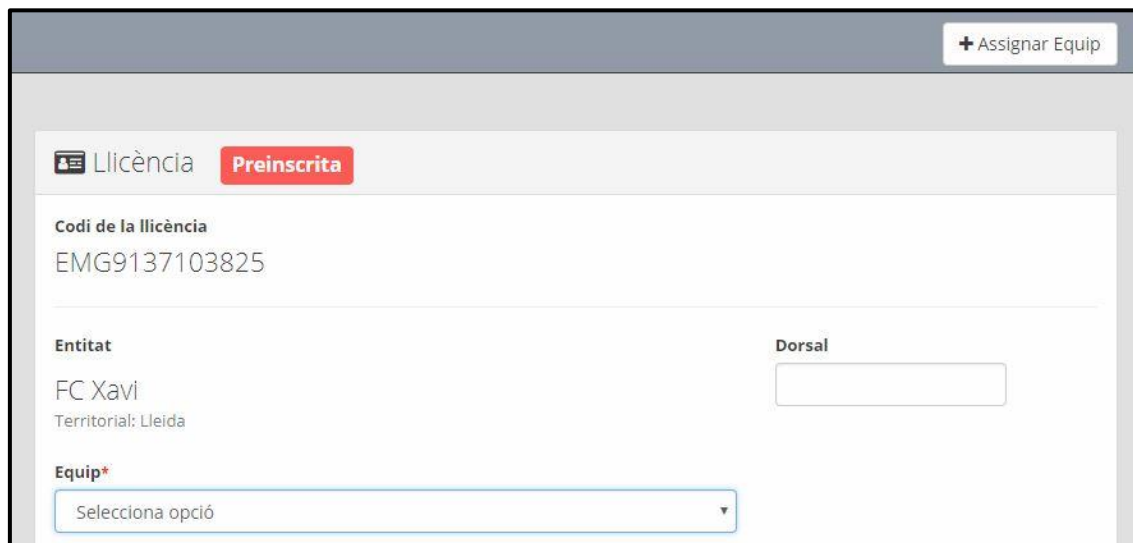 + Assignar Equip
Llicència Preinscrita
Codi de la llicència
EMG9137103825
Entitat
Dorsal
FC Xavi
Territorial: Lleida
Equip*
Selecciona opció